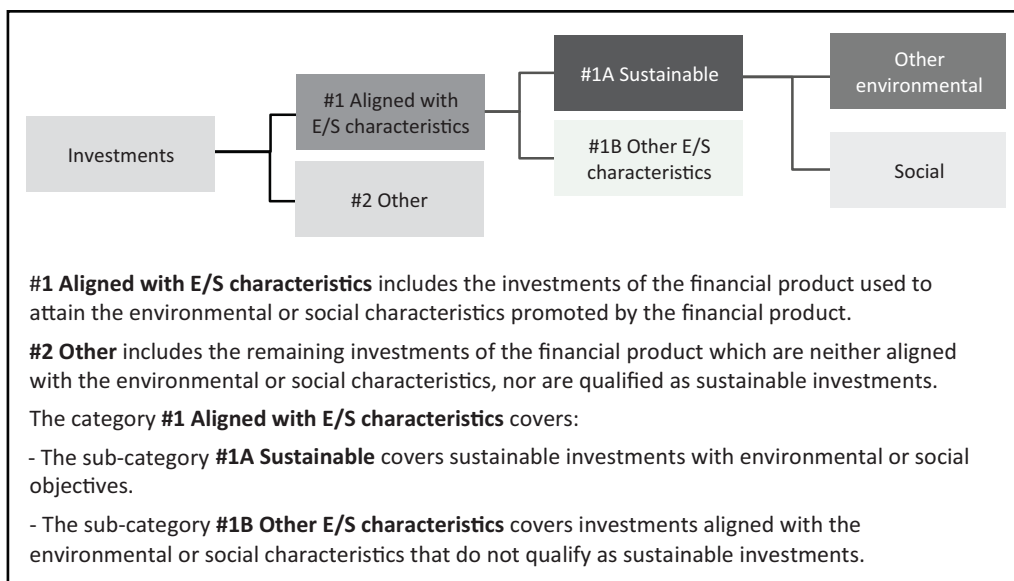 Investments
#1 Aligned with
E/S characteristics
#2 Other
#1A Sustainable
#1B Other E/S
characteristics
Other
environmental
Social
#1 Aligned with E/S characteristics includes the investments of the financial product used to
attain the environmental or social characteristics promoted by the financial product.
#2 Other includes the remaining investments of the financial product which are neither aligned
with the environmental or social characteristics, nor are qualified as sustainable investments.
The category #1 Aligned with E/S characteristics covers:
- The sub-category #1A Sustainable covers sustainable investments with environmental or social
objectives.
- The sub-category #1B Other E/S characteristics covers investments aligned with the
environmental or social characteristics that do not qualify as sustainable investments.